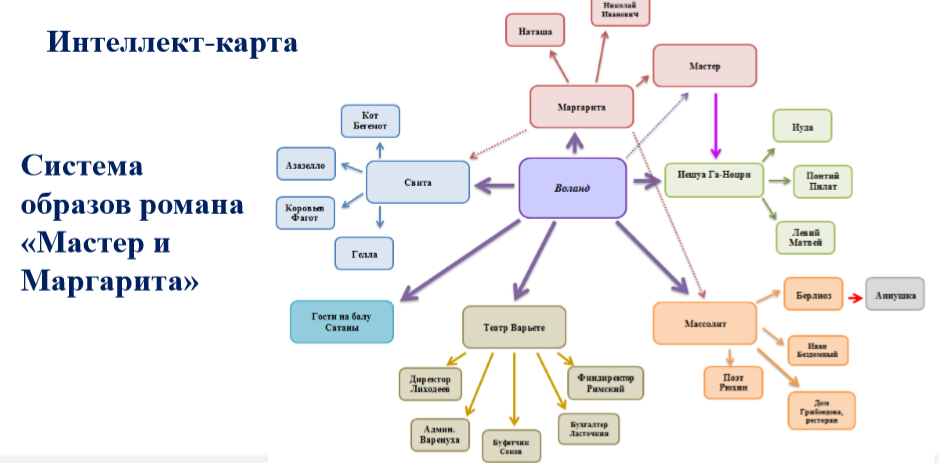 Интеллект-карта
Система
образов романа
«Мастер и
Маргарита»
Николай
Иванович
Наташа
Мастер
Маргарита
Кот
Бегемот
Азазелло
Свита
Коровьев
Фагот
Гелла
Воланд
Иешуа Га-Ноцри
Иуда
Понтий
Пилат
Левий
Матвей
Гости на балу
Сатаны
Театр Варьете
Директор
Лиходеев
Админ.
Варенуха
Буфетчик
Соков
Бухгалтер
Ласточкин
Финдиректор
Римский
Массолит
Берлиоз
Аннушка
Иван
Бездомный
Поэт
Рюхин
Дом
Грибоедова,
ресторан